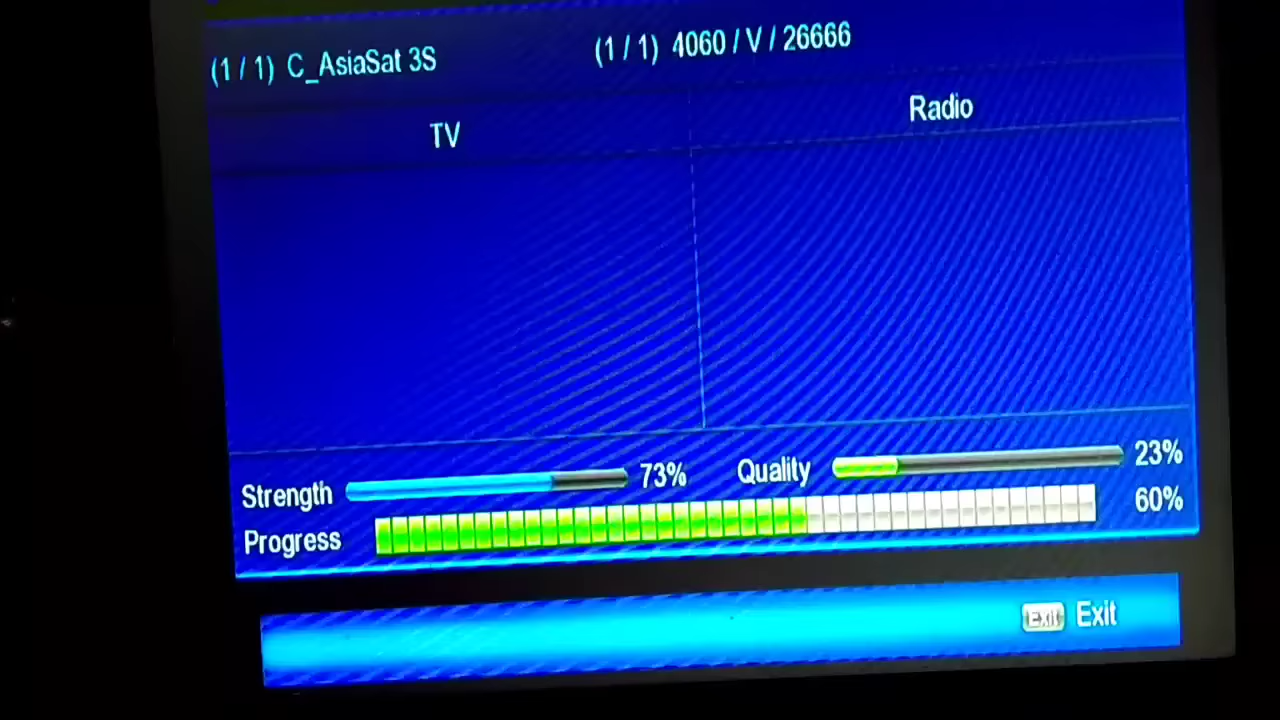 (1 / 1) C_AsiaSat 3S (1 / 1) 4060 / V / 26666
TV Radio
Strength 73% Quality 23%
Progress 60%
Exit Exit